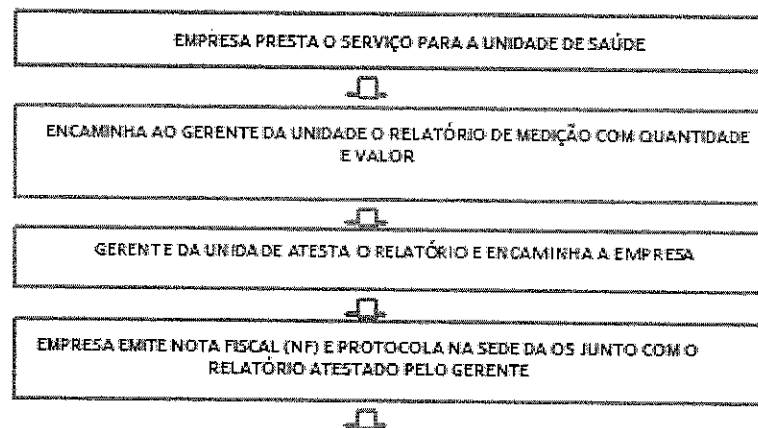 EMPRESA PRESTA O SERVIÇO PARA A UNIDADE DE SAÚDE
ENCAMINHA AO GERENTE DA UNIDADE O RELATÓRIO DE MEDIÇÃO COM QUANTIDADE
E VALOR
GERENTE DA UNIDADE ATESTA O RELATÓRIO E ENCAMINHA A EMPRESA
EMPRESA EMITE NOTA FISCAL (NF) E PROTOCOLA NA SEDE DA OS JUNTO COM O
RELATÓRIO ATESTADO PELO GERENTE